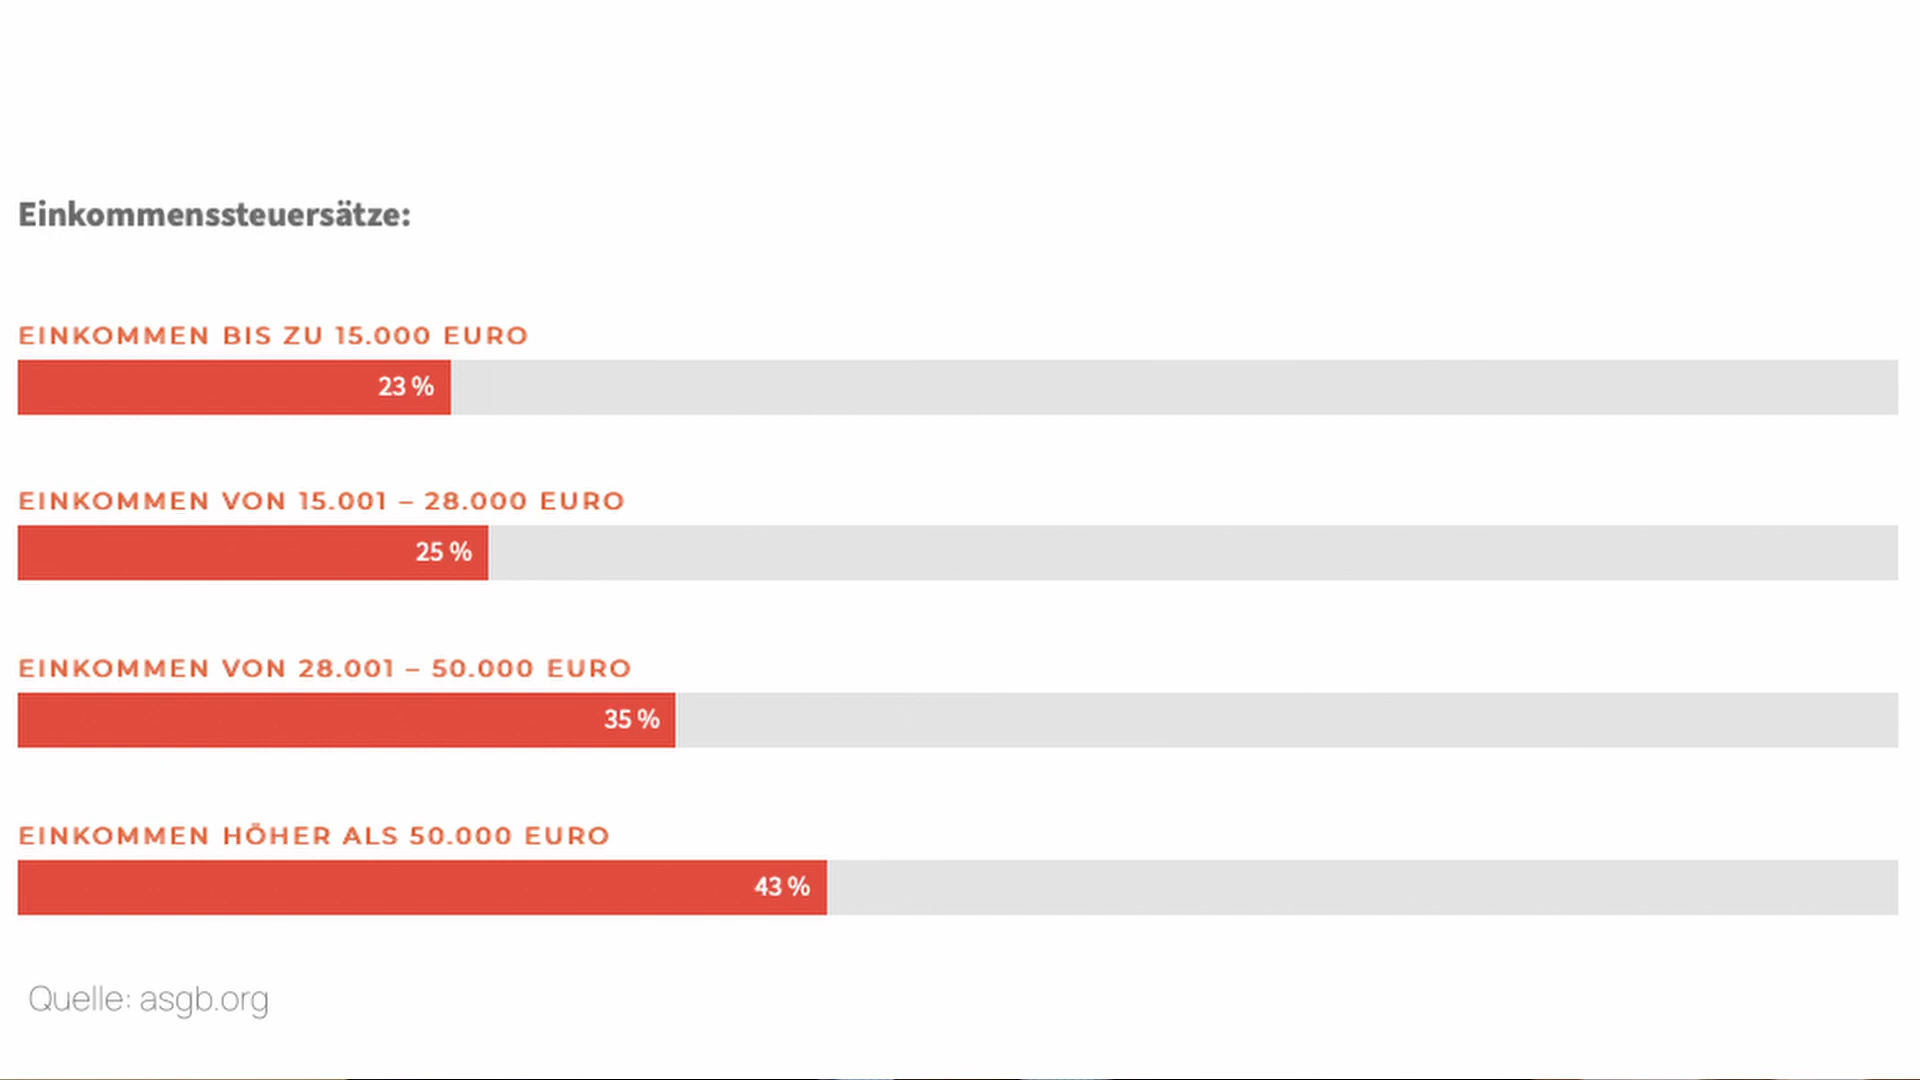 Einkommenssteuersätze:
EINKOMMEN BIS ZU 15.000 EURO
23 %
EINKOMMEN VON 15.001 – 28.000 EURO
25 %
EINKOMMEN VON 28.001 – 50.000 EURO
35 %
EINKOMMEN HÖHER ALS 50.000 EURO
43 %
Quelle: asgb.org